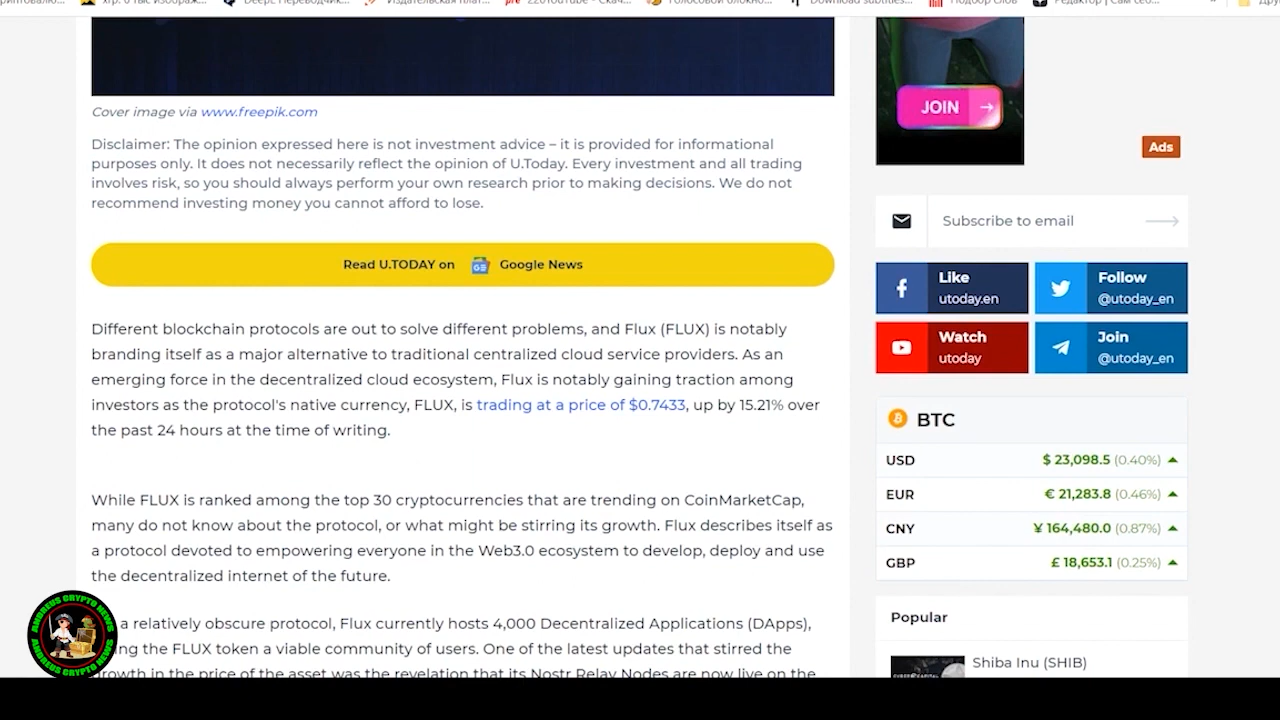 Cover image via www.freepik.com
Disclaimer: The opinion expressed here is not investment advice – it is provided for informational
purposes only. It does not necessarily reflect the opinion of U.Today. Every investment and all trading
involves risk, so you should always perform your own research prior to making decisions. We do not
recommend investing money you cannot afford to lose.
Read U.TODAY on Google News
Different blockchain protocols are out to solve different problems, and Flux (FLUX) is notably
branding itself as a major alternative to traditional centralized cloud service providers. As an
emerging force in the decentralized cloud ecosystem, Flux is notably gaining traction among
investors as the protocol's native currency, FLUX, is trading at a price of $0.7433, up by 15.21% over
the past 24 hours at the time of writing.
While FLUX is ranked among the top 30 cryptocurrencies that are trending on CoinMarketCap,
many do not know about the protocol, or what might be stirring its growth. Flux describes itself as
a protocol devoted to empowering everyone in the Web3.0 ecosystem to develop, deploy and use
the decentralized internet of the future.
a relatively obscure protocol, Flux currently hosts 4,000 Decentralized Applications (DApps),
the FLUX token a viable community of users. One of the latest updates that stirred the
growth in the price of the asset was the revelation that its Nostr Relay Nodes are now live on the
JOIN
Ads
Subscribe to email
Like
utoday.en
Follow
@utoday_en
Watch
utoday
Join
@utoday_en
BTC
USD $ 23,098.5 (0.40%)
EUR € 21,283.8 (0.46%)
CNY ¥ 164,480.0 (0.87%)
GBP £ 18,653.1 (0.25%)
Popular
Shiba Inu (SHIB)
ANDREUS CRYPTO NEWS
ANDREUS CRYPTO NEWS